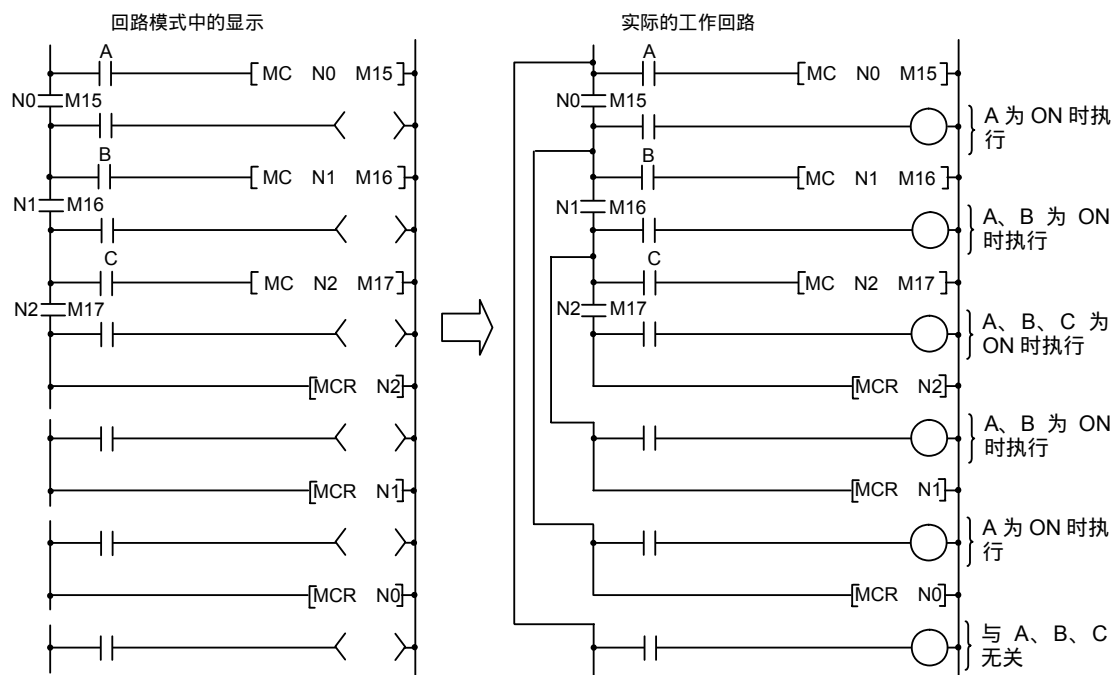 回路模式中的显示
A
MC N0 M15
N0 M15
B
MC N1 M16
N1 M16
C
MC N2 M17
N2 M17
MCR N2
MCR N1
MCR N0
实际的工作回路
A
MC N0 M15
N0 M15
A 为 ON 时执
行
B
MC N1 M16
N1 M16
A、B 为 ON
时执行
C
MC N2 M17
N2 M17
A、B、C 为
ON 时执行
MCR N2
A、B 为 ON
时执行
MCR N1
A 为 ON 时执
行
MCR N0
与 A、B、C
无关